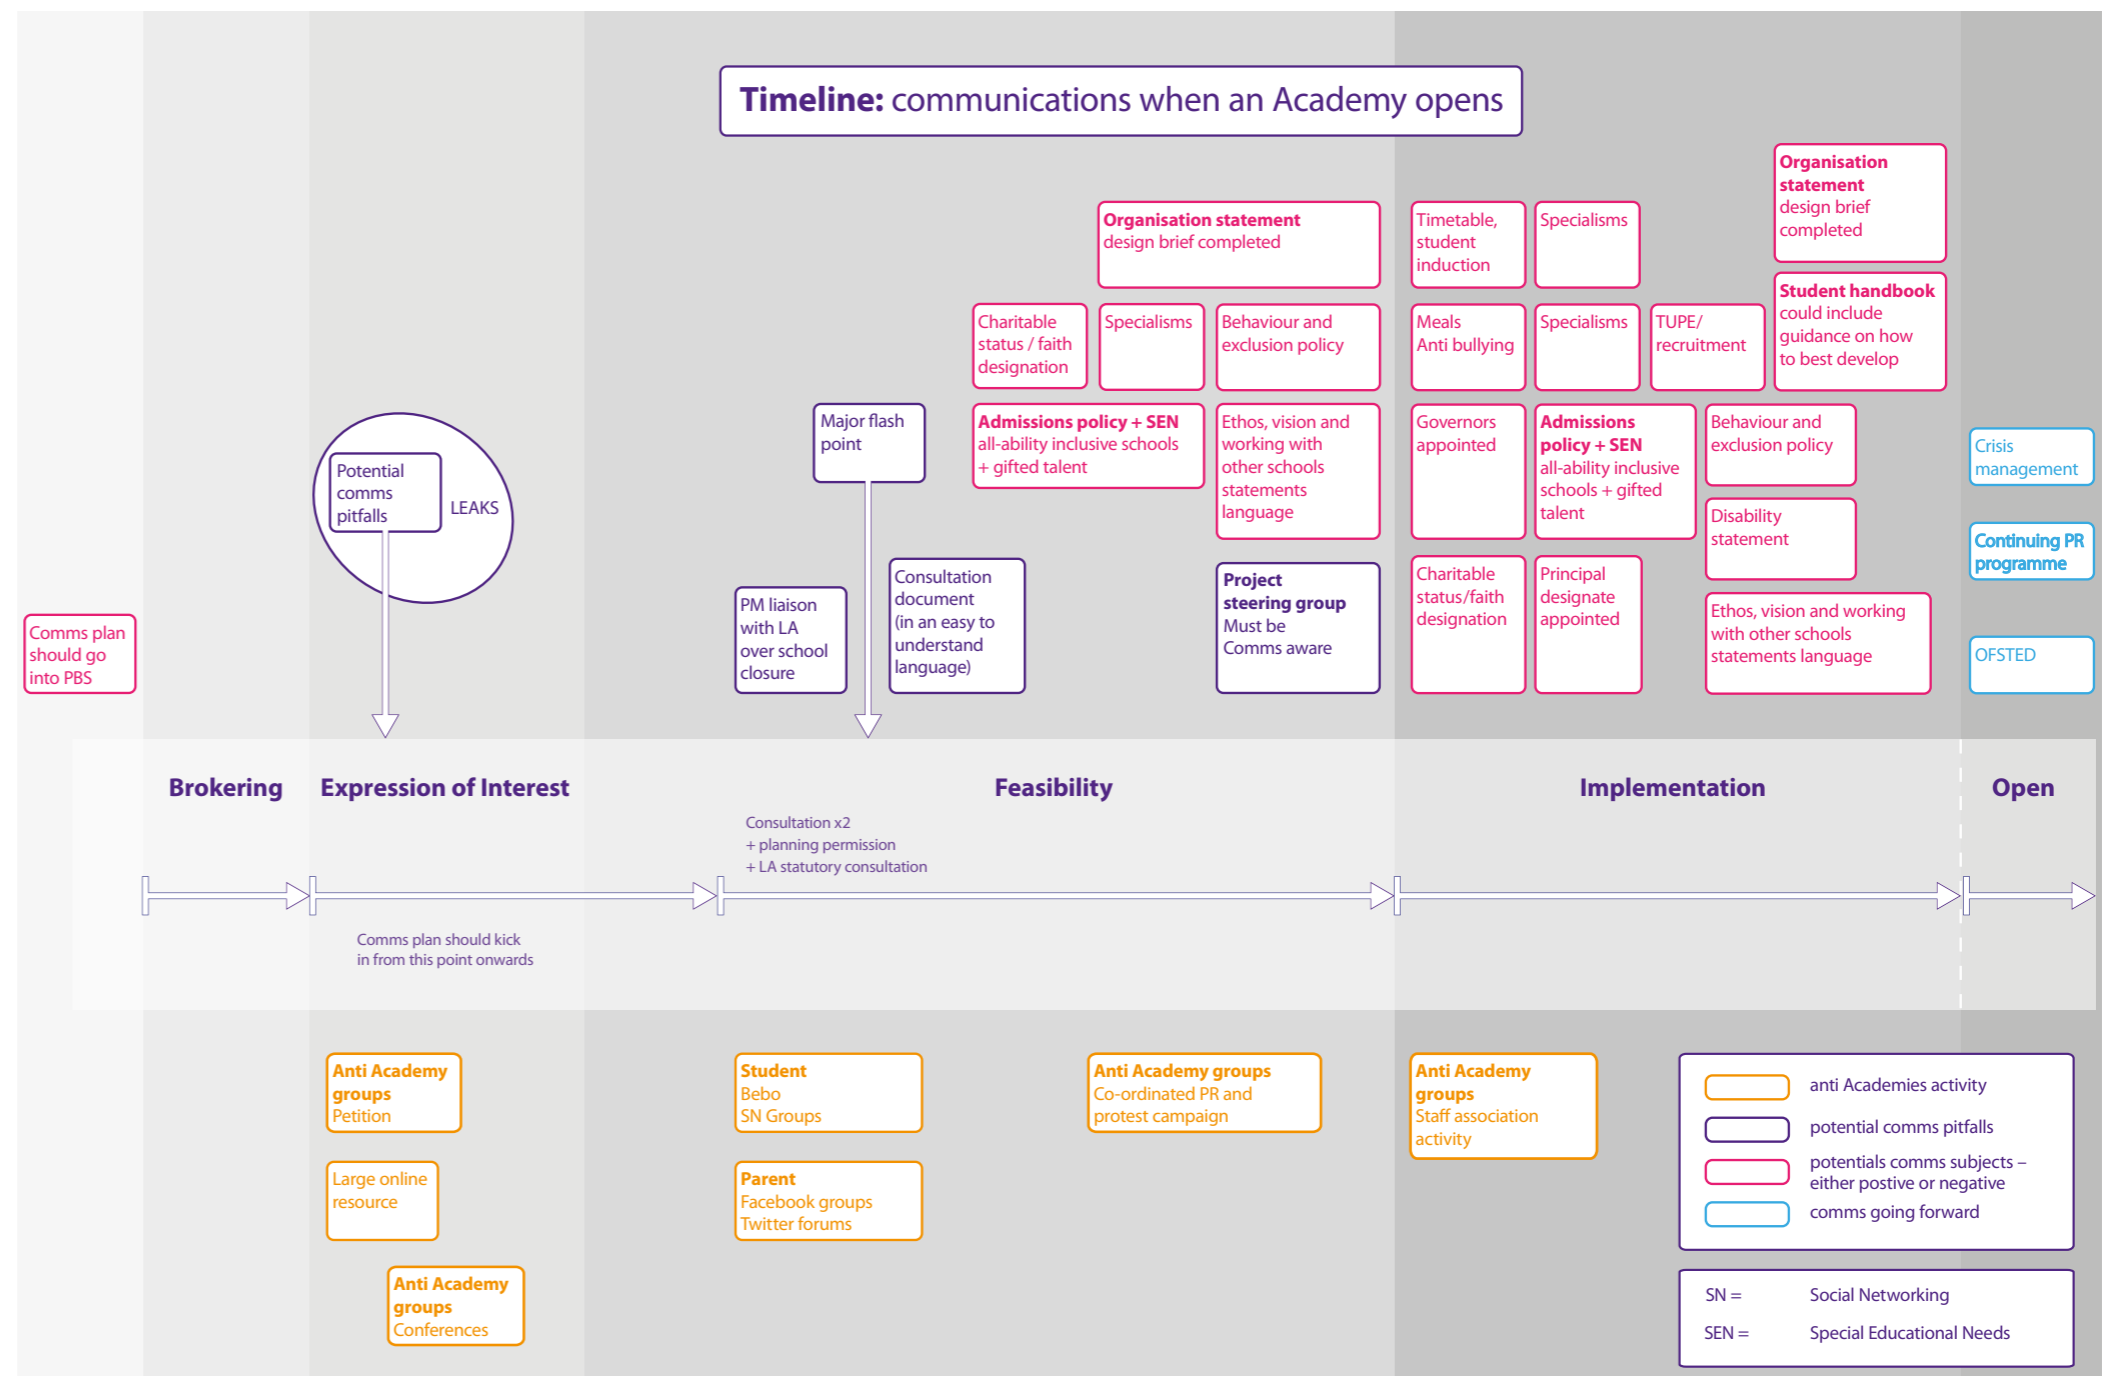 Timeline: communications when an Academy opens
Comms plan
should go
into PBS
Potential
comms
pitfalls
LEAKS
PM liaison
with LA
over school
closure
Major flash
point
Consultation
document
(in an easy to
understand
language)
Organisation statement
design brief completed
Charitable
status / faith
designation
Specialisms
Behaviour and
exclusion policy
Admissions policy + SEN
all-ability inclusive schools
+ gifted talent
Ethos, vision and
working with
other schools
statements
language
Project
steering group
Must be
Comms aware
Timetable,
student
induction
Specialisms
Organisation
statement
design brief
completed
Meals
Anti bullying
Specialisms
TUPE/
recruitment
Student handbook
could include
guidance on how
to best develop
Governors
appointed
Admissions
policy + SEN
all-ability inclusive
schools + gifted
talent
Behaviour and
exclusion policy
Disability
statement
Charitable
status/faith
designation
Principal
designate
appointed
Ethos, vision and working
with other schools
statements language
Crisis
management
Continuing PR
programme
OFSTED
Brokering
Expression of Interest
Feasibility
Implementation
Open
Consultation x2
+ planning permission
+ LA statutory consultation
Comms plan should kick
in from this point onwards
Anti Academy
groups
Petition
Large online
resource
Anti Academy
groups
Conferences
Student
Bebo
SN Groups
Parent
Facebook groups
Twitter forums
Anti Academy groups
Co-ordinated PR and
protest campaign
Anti Academy
groups
Staff association
activity
anti Academies activity
potential comms pitfalls
potentials comms subjects –
either postive or negative
comms going forward
SN = Social Networking
SEN = Special Educational Needs